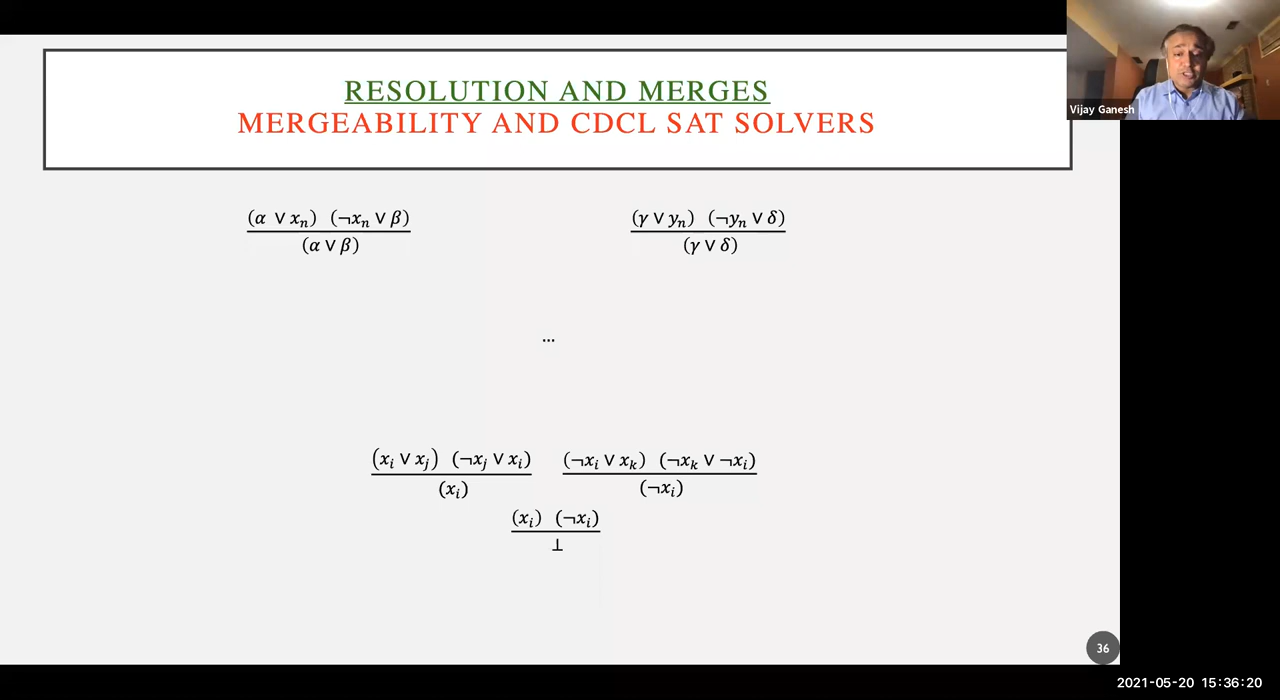 RESOLUTION AND MERGES
MERGEABILITY AND CDCL SAT SOLVERS
Vijay Ganesh
(α ∨ xₙ) (¬xₙ ∨ β)
(α ∨ β)
(γ ∨ yₙ) (¬yₙ ∨ δ)
(γ ∨ δ)
...
(xᵢ ∨ xⱼ) (¬xⱼ ∨ xᵢ)
(xᵢ)
(¬xᵢ ∨ xₖ) (¬xₖ ∨ ¬xᵢ)
(¬xᵢ)
(xᵢ) (¬xᵢ)
⊥
36
2021-05-20 15:36:20